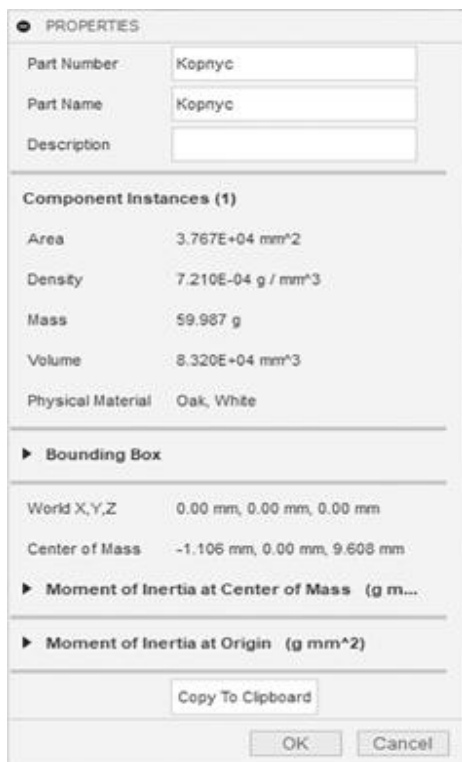 PROPERTIES
Part Number Корпус
Part Name Корпус
Description
Component Instances (1)
Area 3.767E+04 mm^2
Density 7.210E-04 g / mm^3
Mass 59.987 g
Volume 8.320E+04 mm^3
Physical Material Oak, White
Bounding Box
World X,Y,Z 0.00 mm, 0.00 mm, 0.00 mm
Center of Mass -1.106 mm, 0.00 mm, 9.608 mm
Moment of Inertia at Center of Mass (g m...
Moment of Inertia at Origin (g mm^2)
Copy To Clipboard
OK Cancel